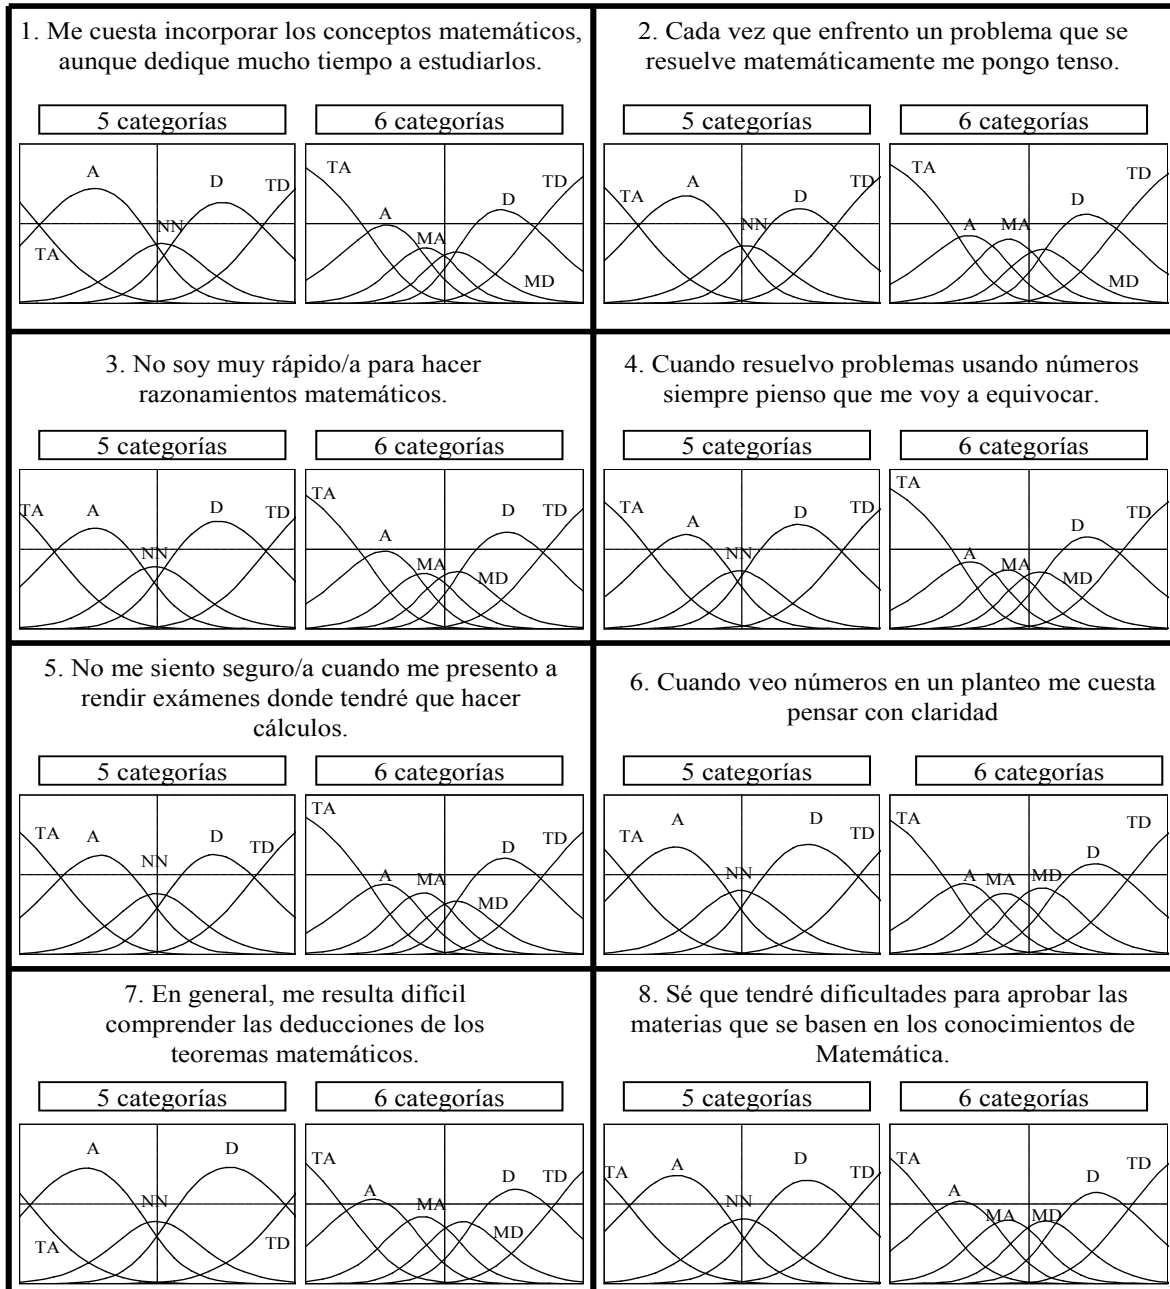 1. Me cuesta incorporar los conceptos matemáticos,
aunque dedique mucho tiempo a estudiarlos.
5 categorías
6 categorías
A
D
TD
NN
TA
TA
A
MA
D
TD
MD
2. Cada vez que enfrento un problema que se
resuelve matemáticamente me pongo tenso.
5 categorías
6 categorías
TA
A
NN
D
TD
TA
A
MA
D
TD
MD
3. No soy muy rápido/a para hacer
razonamientos matemáticos.
5 categorías
6 categorías
TA
A
NN
D
TD
TA
A
MA
MD
D
TD
4. Cuando resuelvo problemas usando números
siempre pienso que me voy a equivocar.
5 categorías
6 categorías
TA
A
NN
D
TD
TA
A
MA
MD
D
TD
5. No me siento seguro/a cuando me presento a
rendir exámenes donde tendré que hacer
cálculos.
5 categorías
6 categorías
TA
A
NN
D
TD
TA
A
MA
MD
D
TD
6. Cuando veo números en un planteo me cuesta
pensar con claridad
5 categorías
6 categorías
TA
A
NN
D
TD
TA
A
MA
MD
D
TD
7. En general, me resulta difícil
comprender las deducciones de los
teoremas matemáticos.
5 categorías
6 categorías
A
D
NN
TA
TD
TA
A
MA
MD
D
TD
8. Sé que tendré dificultades para aprobar las
materias que se basen en los conocimientos de
Matemática.
5 categorías
6 categorías
TA
A
NN
D
TD
TA
A
MA
MD
D
TD